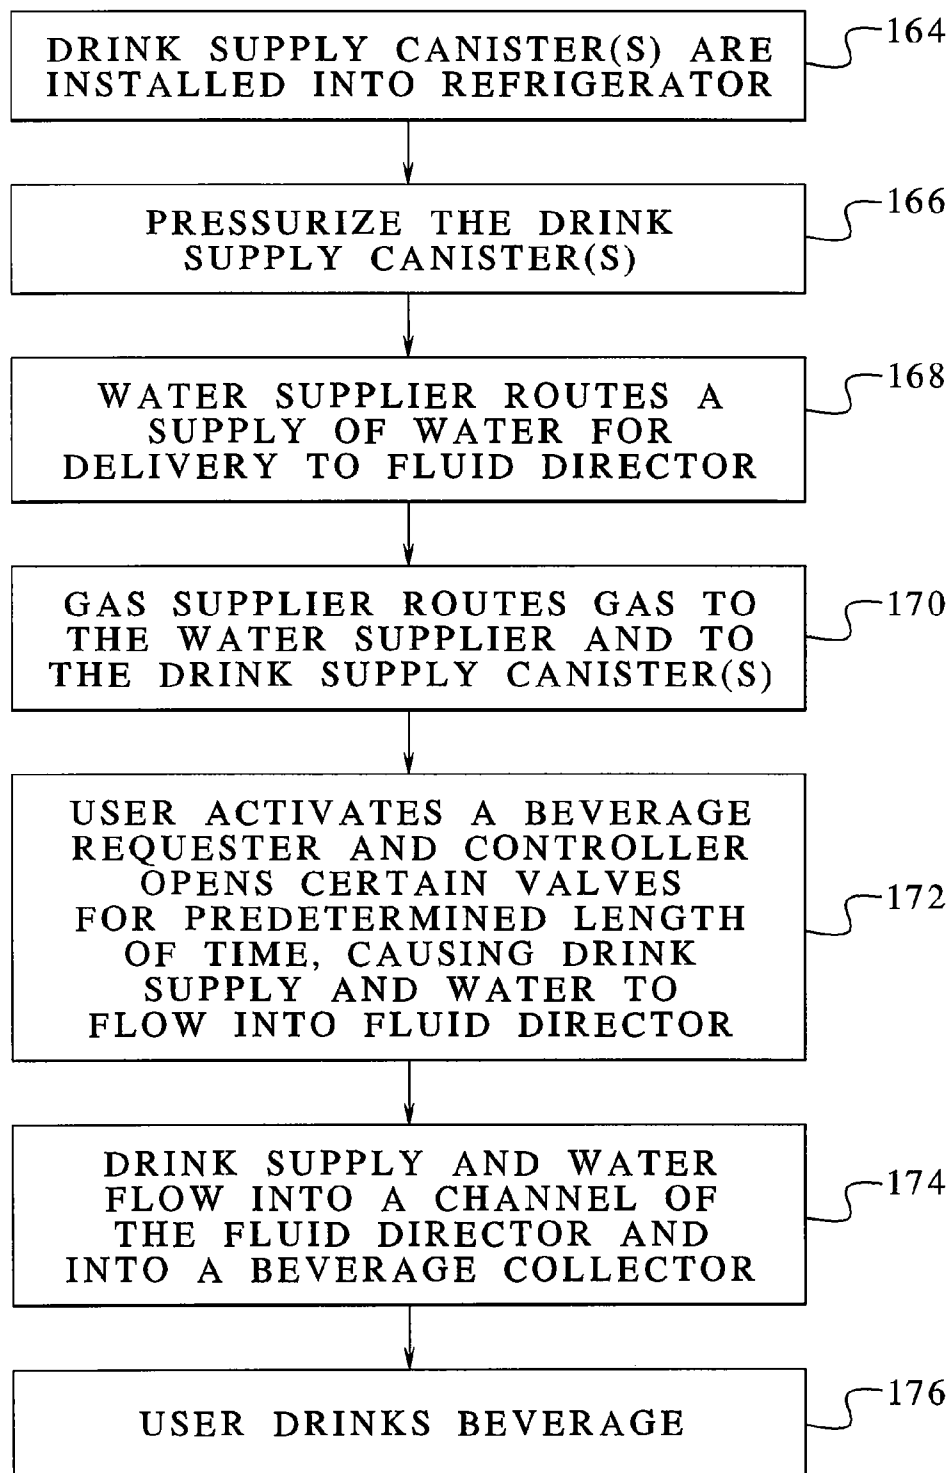 DRINK SUPPLY CANISTER(S) ARE
INSTALLED INTO REFRIGERATOR
164
PRESSURIZE THE DRINK
SUPPLY CANISTER(S)
166
WATER SUPPLIER ROUTES A
SUPPLY OF WATER FOR
DELIVERY TO FLUID DIRECTOR
168
GAS SUPPLIER ROUTES GAS TO
THE WATER SUPPLIER AND TO
THE DRINK SUPPLY CANISTER(S)
170
USER ACTIVATES A BEVERAGE
REQUESTER AND CONTROLLER
OPENS CERTAIN VALVES
FOR PREDETERMINED LENGTH
OF TIME, CAUSING DRINK
SUPPLY AND WATER TO
FLOW INTO FLUID DIRECTOR
172
DRINK SUPPLY AND WATER
FLOW INTO A CHANNEL OF
THE FLUID DIRECTOR AND
INTO A BEVERAGE COLLECTOR
174
USER DRINKS BEVERAGE
176